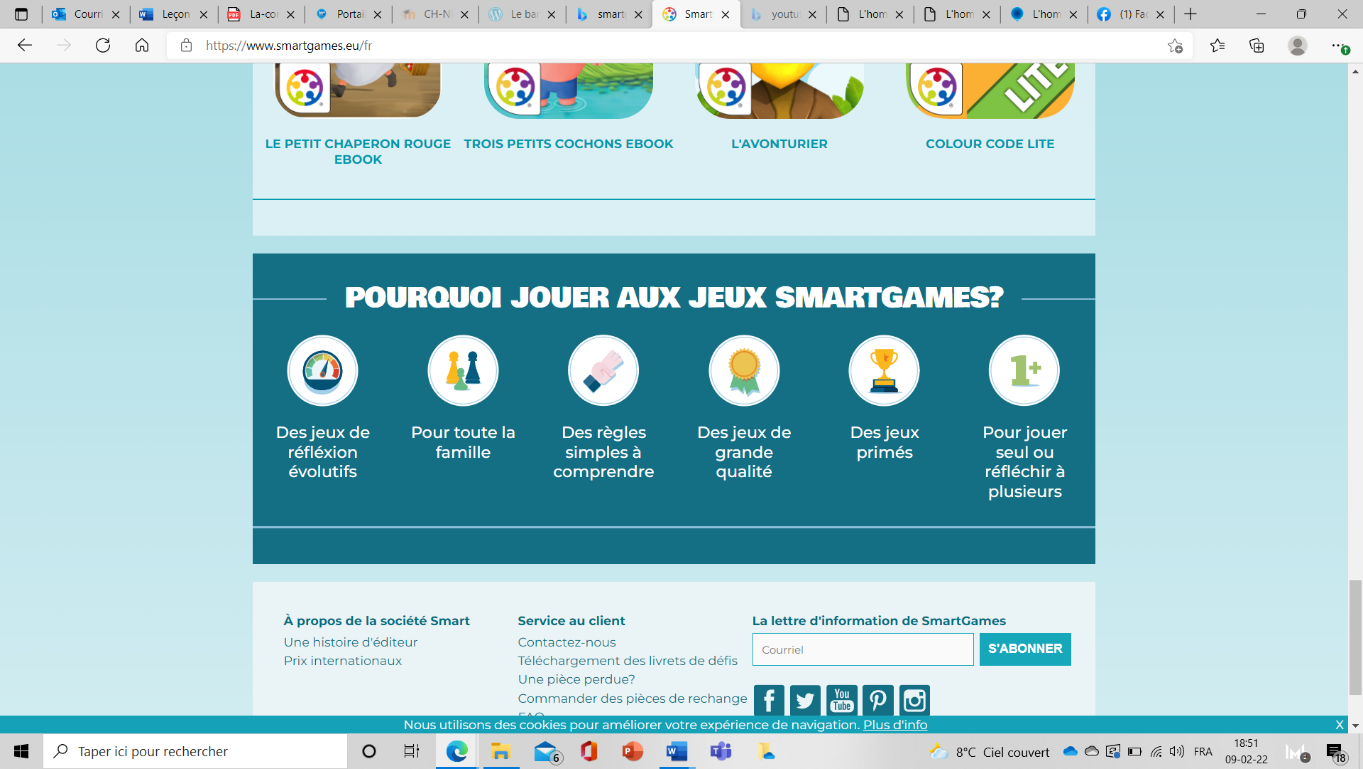 Courri
Leçon
La-co
Portai
CH-N
Le ba
smart
Smart
youtu
L'hom
L'hom
L'hom
(1) Fa
https://www.smartgames.eu/fr
LITE
LE PETIT CHAPERON ROUGE
EBOOK
TROIS PETITS COCHONS EBOOK
L'AVONTURIER
COLOUR CODE LITE
POURQUOI JOUER AUX JEUX SMARTGAMES?
1+
Des jeux de
réfléxion
évolutifs
Pour toute la
famille
Des règles
simples à
comprendre
Des jeux de
grande
qualité
Des jeux
primés
Pour jouer
seul ou
réfléchir à
plusieurs
À propos de la société Smart
Une histoire d'éditeur
Prix internationaux
Service au client
Contactez-nous
Téléchargement des livrets de défis
Une pièce perdue?
Commander des pièces de rechange
FAQ
La lettre d'information de SmartGames
Courriel
S'ABONNER
You
Tube
Nous utilisons des cookies pour améliorer votre expérience de navigation. Plus d'info
X
Taper ici pour rechercher
6
8°C Ciel couvert
FRA
18:51
09-02-22
18